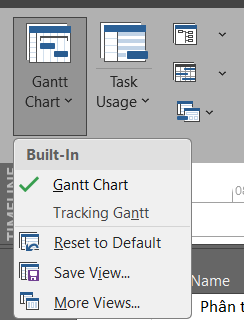 Gantt
Chart
Task
Usage
Built-In
Gantt Chart
Tracking Gantt
Reset to Default
Save View...
More Views...
TIMELINE
Name
Phân t